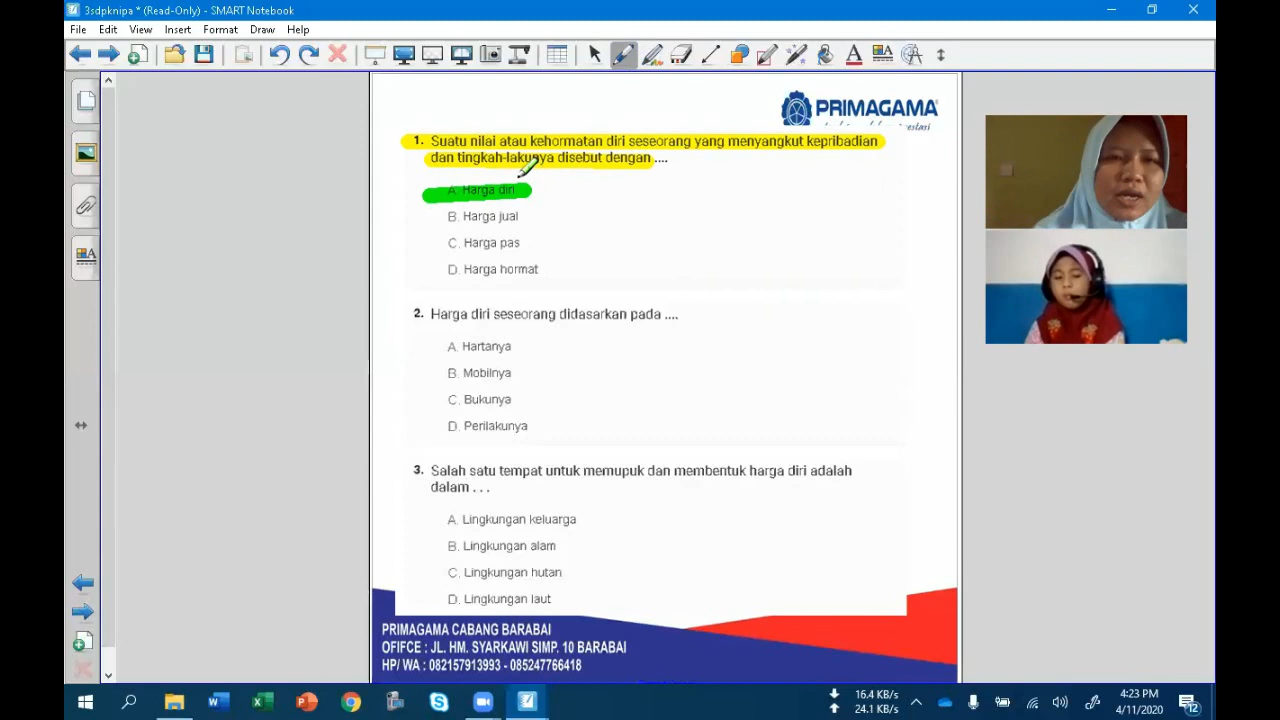 3sdpknipa * (Read-Only) - SMART Notebook
File Edit View Insert Format Draw Help
PRIMAGAMA
1. Suatu nilai atau kehormatan diri seseorang yang menyangkut kepribadian
dan tingkah-lakunya disebut dengan ....
A. Harga diri
B. Harga jual
C. Harga pas
D. Harga hormat
2. Harga diri seseorang didasarkan pada ....
A. Hartanya
B. Mobilnya
C. Bukunya
D. Perilakunya
3. Salah satu tempat untuk memupuk dan membentuk harga diri adalah
dalam . . .
A. Lingkungan keluarga
B. Lingkungan alam
C. Lingkungan hutan
D. Lingkungan laut
PRIMAGAMA CABANG BARABAI
OFIFCE : JL. HM. SYARKAWI SIMP. 10 BARABAI
HP/ WA : 082157913993 - 085247766418
16.4 KB/s
24.1 KB/s
4:23 PM
4/11/2020
12